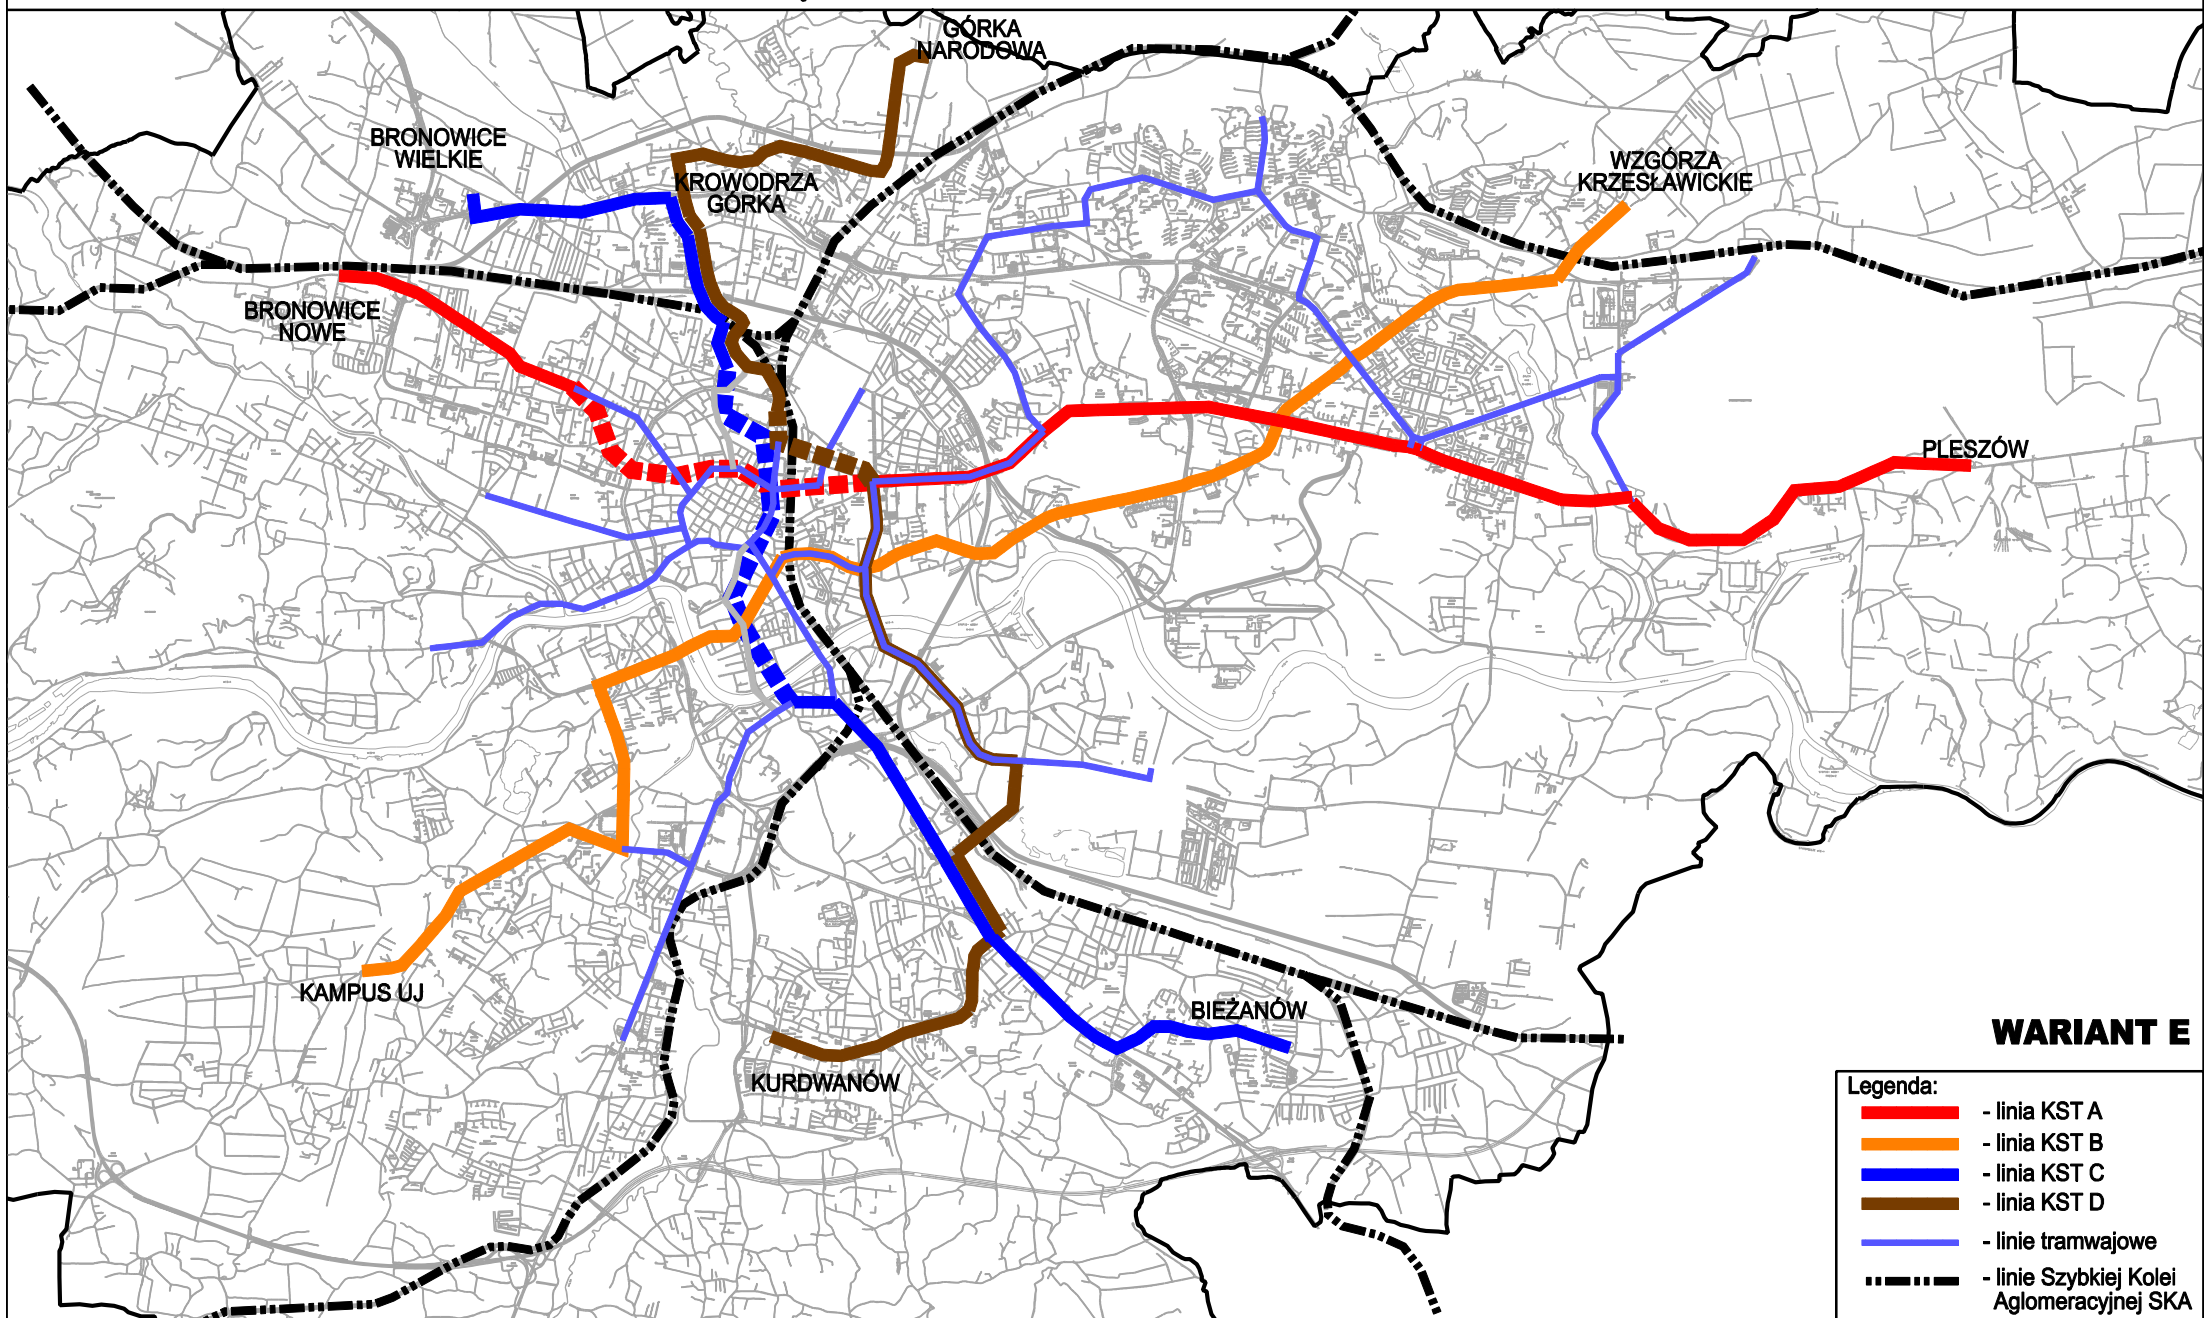 GÓRKA
NARODOWA
BRONOWICE
WIELKIE
KROWODRZA
GÓRKA
WZGÓRZA
KRZESŁAWICKIE
BRONOWICE
NOWE
PLESZÓW
KAMPUS UJ
BIEŻANÓW
KURDWANÓW
WARIANT E
Legenda:
- linia KST A
- linia KST B
- linia KST C
- linia KST D
- linie tramwajowe
- linie Szybkiej Kolei
Aglomeracyjnej SKA